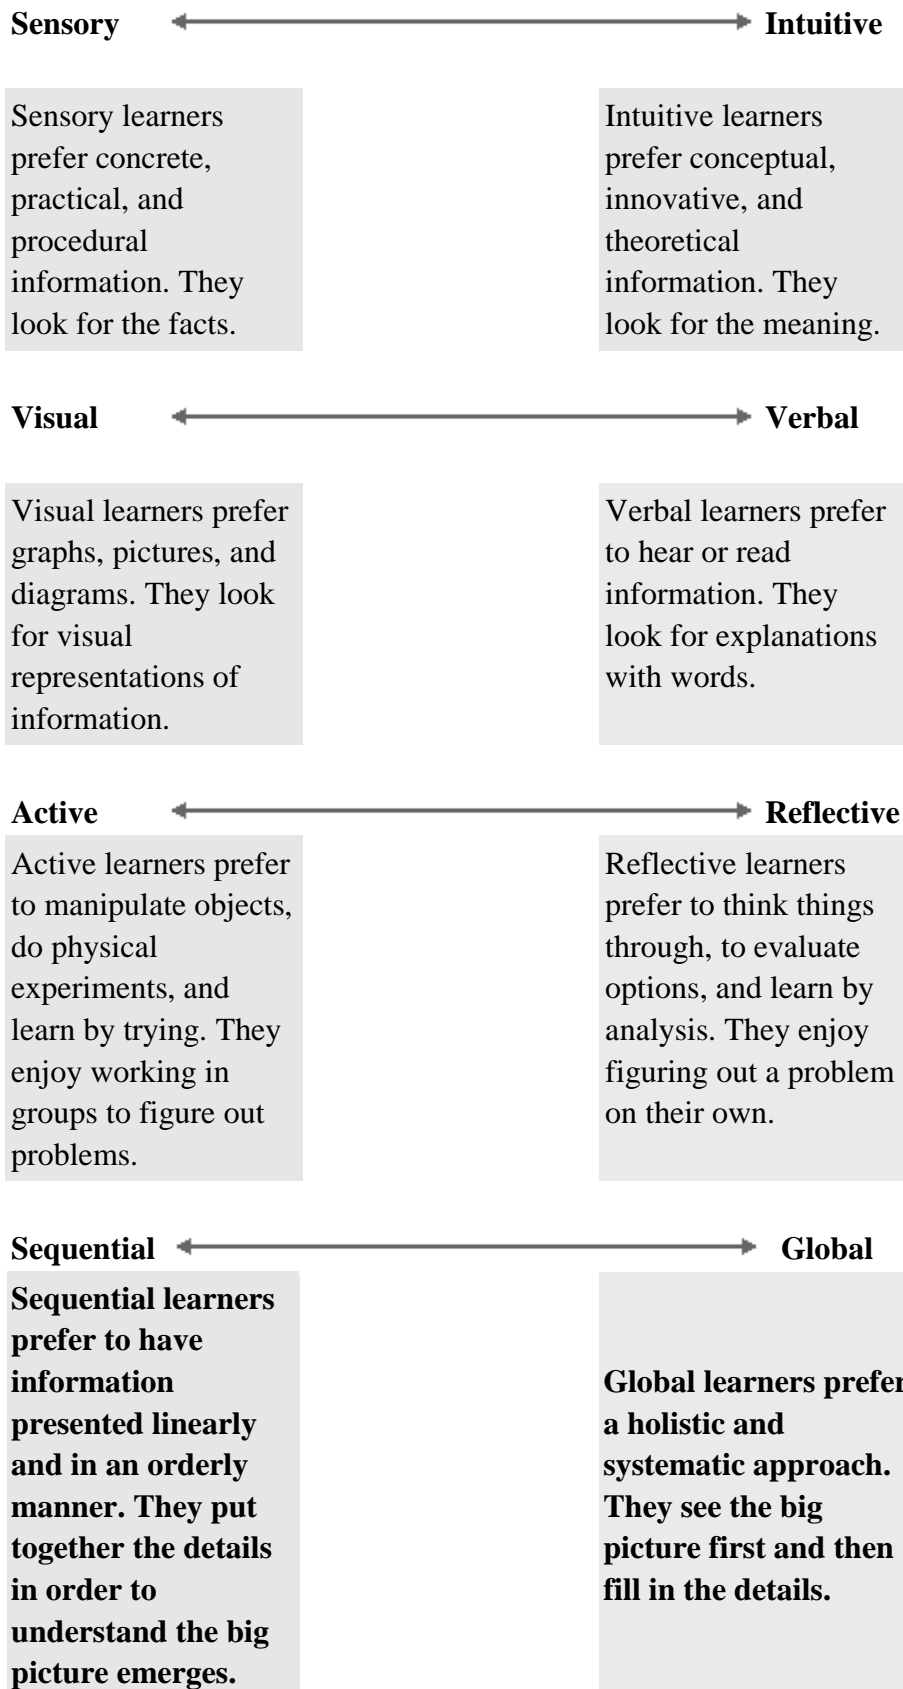 Sensory Intuitive
Sensory learners
prefer concrete,
practical, and
procedural
information. They
look for the facts.
Intuitive learners
prefer conceptual,
innovative, and
theoretical
information. They
look for the meaning.
Visual Verbal
Visual learners prefer
graphs, pictures, and
diagrams. They look
for visual
representations of
information.
Verbal learners prefer
to hear or read
information. They
look for explanations
with words.
Active Reflective
Active learners prefer
to manipulate objects,
do physical
experiments, and
learn by trying. They
enjoy working in
groups to figure out
problems.
Reflective learners
prefer to think things
through, to evaluate
options, and learn by
analysis. They enjoy
figuring out a problem
on their own.
Sequential Global
Sequential learners
prefer to have
information
presented linearly
and in an orderly
manner. They put
together the details
in order to
understand the big
picture emerges.
Global learners prefer
a holistic and
systematic approach.
They see the big
picture first and then
fill in the details.